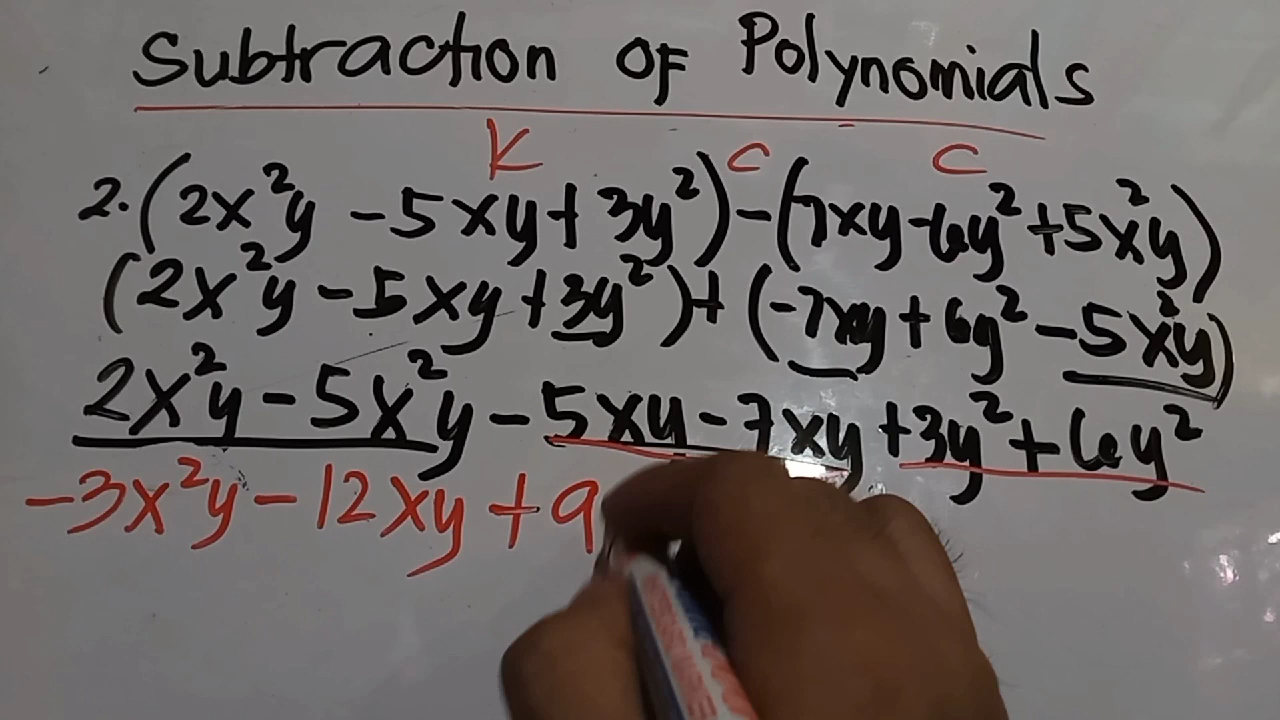 Subtraction of Polynomials
K C C
2. (2x²y - 5xy + 3y²) - (7xy - 6y² + 5x²y)
(2x²y - 5xy + 3y²) + (-7xy + 6y² - 5x²y)
2x²y - 5x²y - 5xy - 7xy + 3y² + 6y²
-3x²y - 12xy + 9